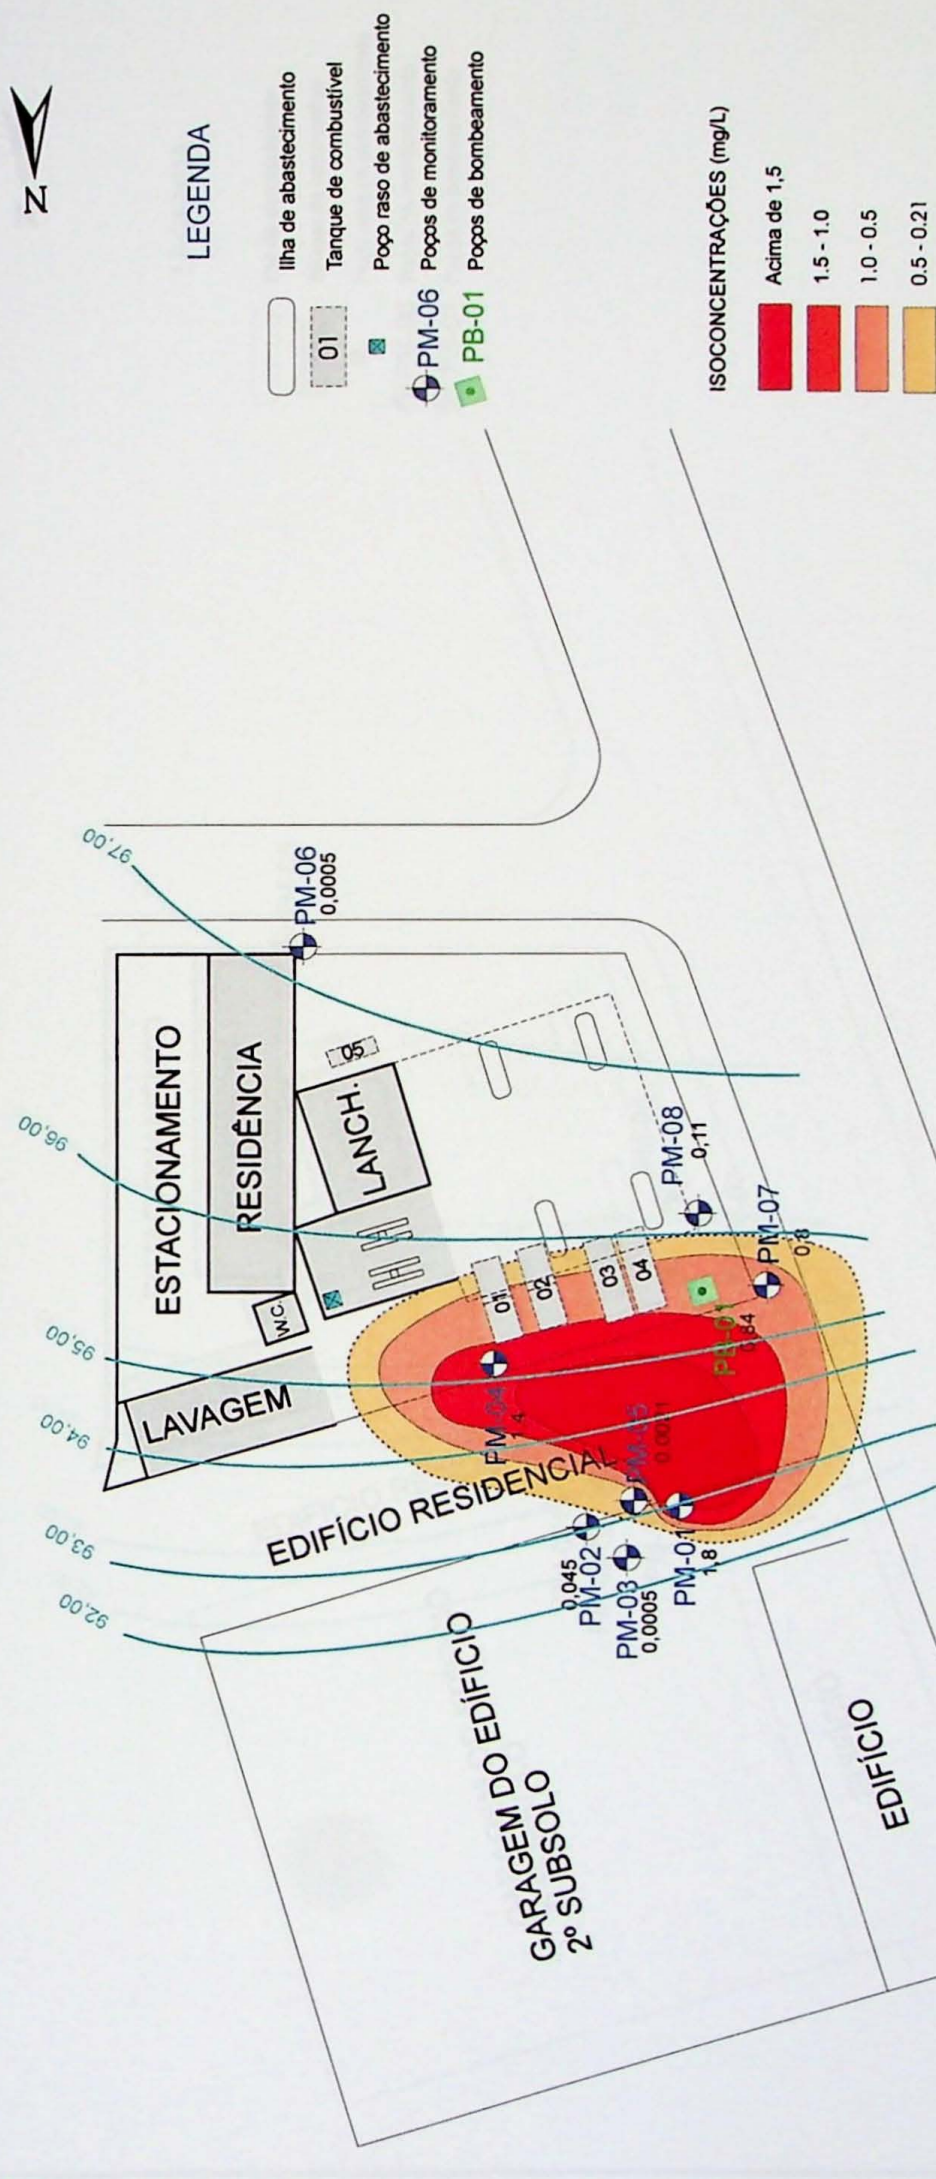 N
LEGENDA
Ilha de abastecimento
01
Tanque de combustível
Poço raso de abastecimento
PM-06
Poços de monitoramento
PB-01
Poços de bombeamento
ISOCONCENTRAÇÕES (mg/L)
Acima de 1,5
1.5 - 1.0
1.0 - 0.5
0.5 - 0.21
97,00
96,00
95,00
94,00
93,00
92,00
ESTACIONAMENTO
RESIDÊNCIA
PM-06
0,0005
05
LANCH.
W.C.
LAVAGEM
01
02
03
04
PM-08
0,11
PM-07
0,8
PB-01
PM-04
PM-05
EDIFÍCIO RESIDENCIAL
0,045
PM-02
PM-03
0,0005
PM-01
1,8
GARAGEM DO EDÍFICIO
2º SUBSOLO
EDIFÍCIO